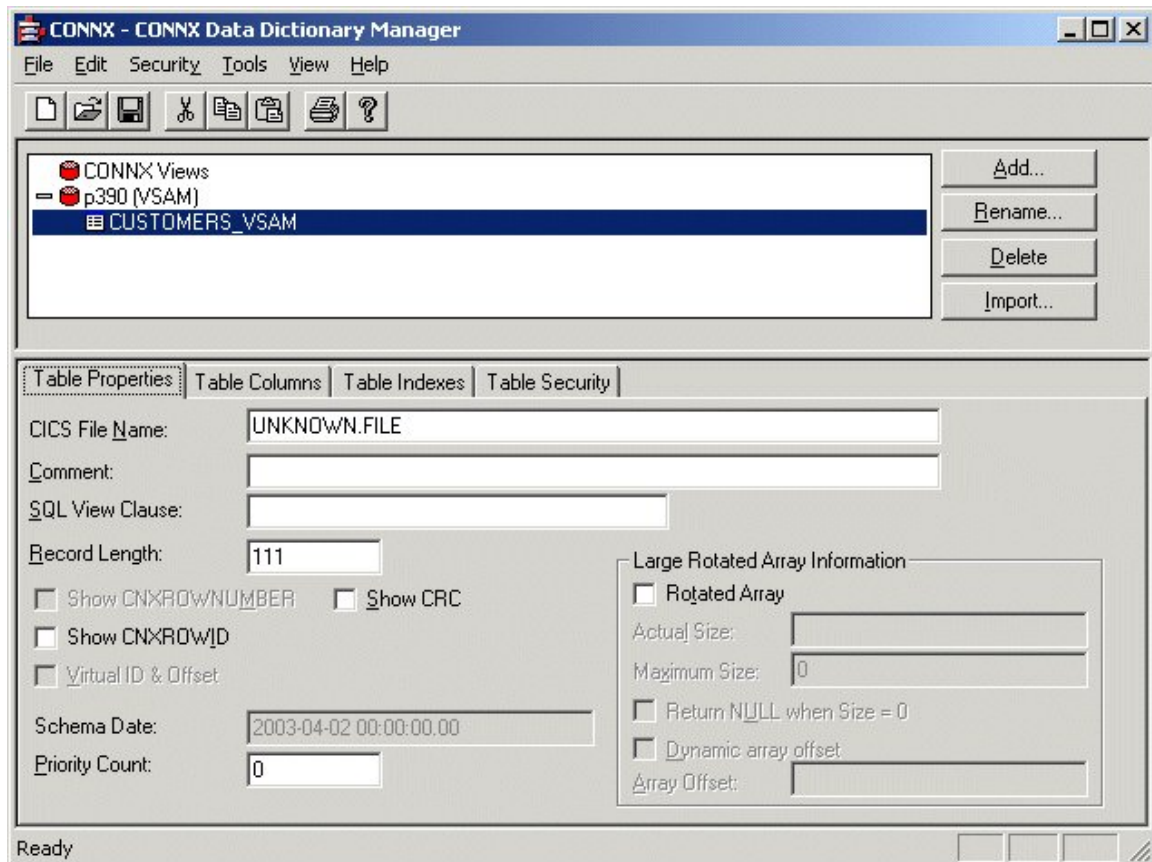 CONNX - CONNX Data Dictionary Manager
File Edit Security Tools View Help
CONNX Views
p390 (VSAM)
CUSTOMERS_VSAM
Add...
Rename...
Delete
Import...
Table Properties Table Columns Table Indexes Table Security
CICS File Name: UNKNOWN.FILE
Comment:
SQL View Clause:
Record Length: 111
Show CNXROWNUMBER Show CRC
Show CNXROWID
Virtual ID & Offset
Schema Date: 2003-04-02 00:00:00.00
Priority Count: 0
Large Rotated Array Information
Rotated Array
Actual Size:
Maximum Size: 0
Return NULL when Size = 0
Dynamic array offset
Array Offset:
Ready